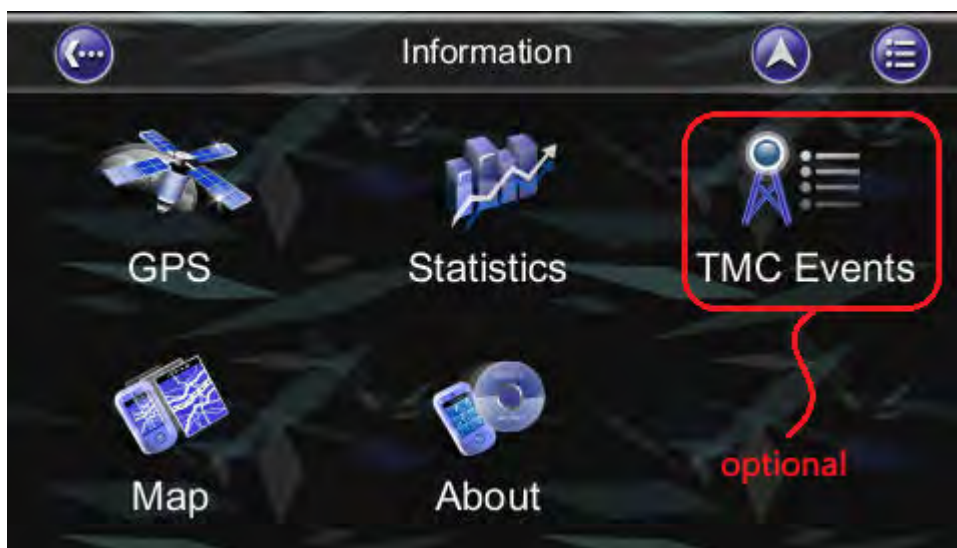 Information
GPS
Statistics
TMC Events
Map
About
optional